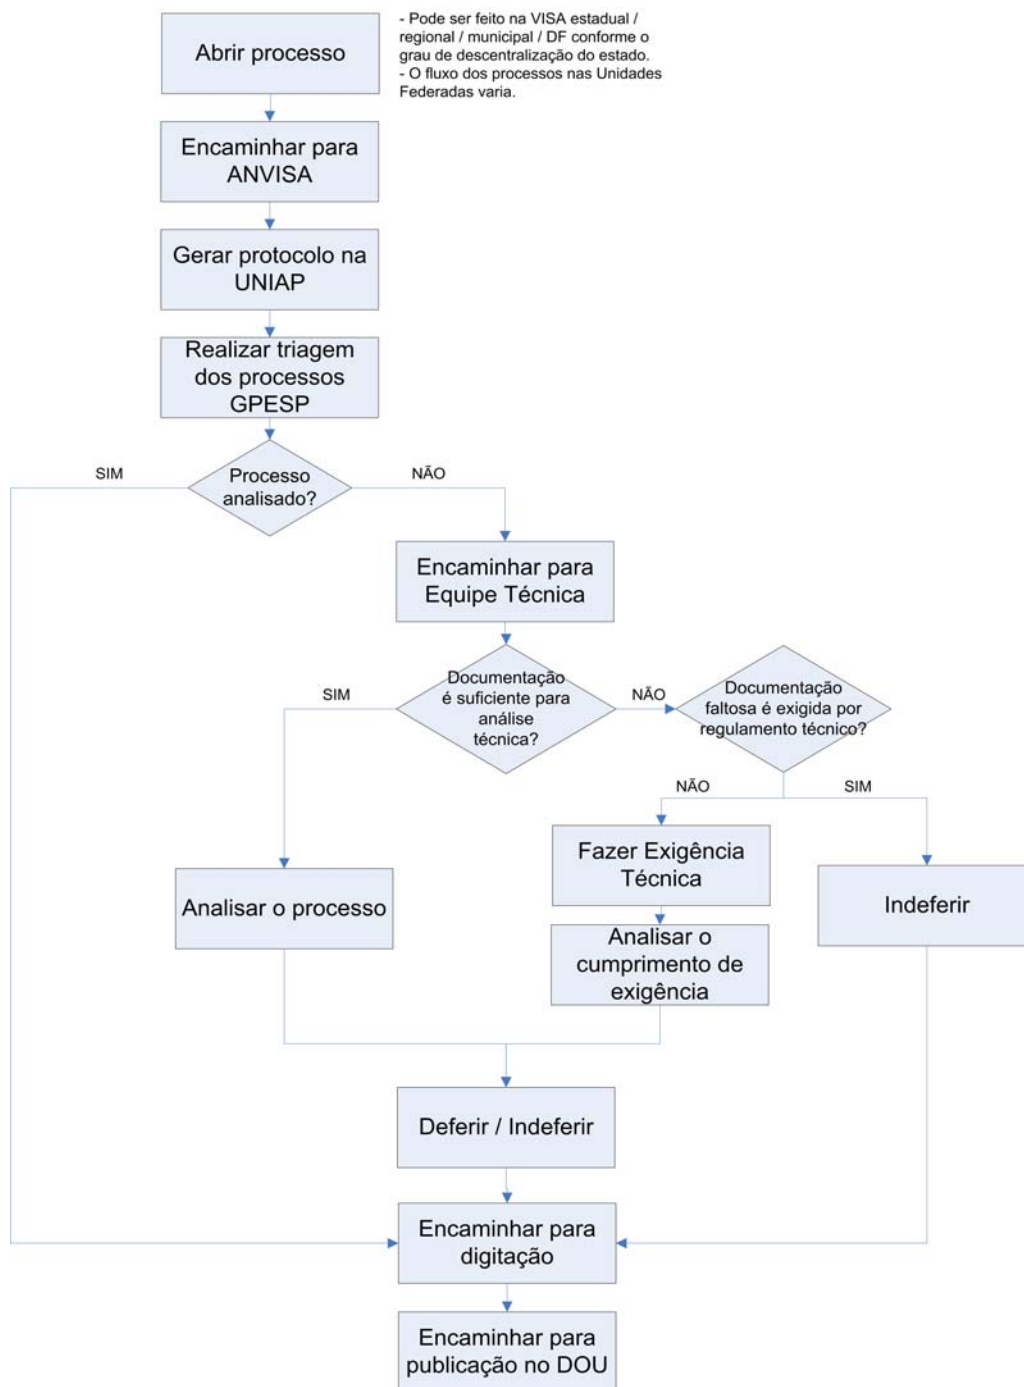 Abrir processo
- Pode ser feito na VISA estadual /
regional / municipal / DF conforme o
grau de descentralização do estado.
- O fluxo dos processos nas Unidades
Federadas varia.
Encaminhar para
ANVISA
Gerar protocolo na
UNIAP
Realizar triagem
dos processos
GPESP
SIM
Processo
analisado?
NÃO
Encaminhar para
Equipe Técnica
SIM
Documentação
é suficiente para
análise
técnica?
NÃO
Documentação
faltosa é exigida por
regulamento técnico?
NÃO
SIM
Fazer Exigência
Técnica
Analisar o processo
Indeferir
Analisar o
cumprimento de
exigência
Deferir / Indeferir
Encaminhar para
digitação
Encaminhar para
publicação no DOU